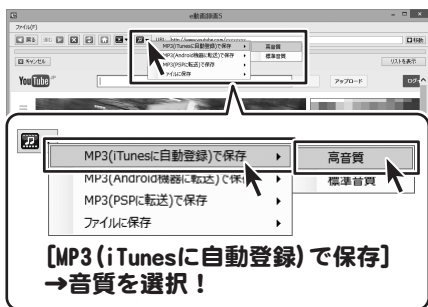 e動画録画5
ファイル(F)
戻る
URL http://www.youtube.com/
移動
キャンセル
リストを表示
MP3(iTunesに自動登録)で保存
高音質
MP3(Android機器に転送)で保存
標準音質
MP3(PSPに転送)で保存
ファイルに保存
YouTube
アップロード
ログ
MP3(iTunesに自動登録)で保存
高音質
MP3(Android機器に転送)で保
標準音質
MP3(PSPに転送)で保存
ファイルに保存
[MP3(iTunesに自動登録)で保存]
→音質を選択！